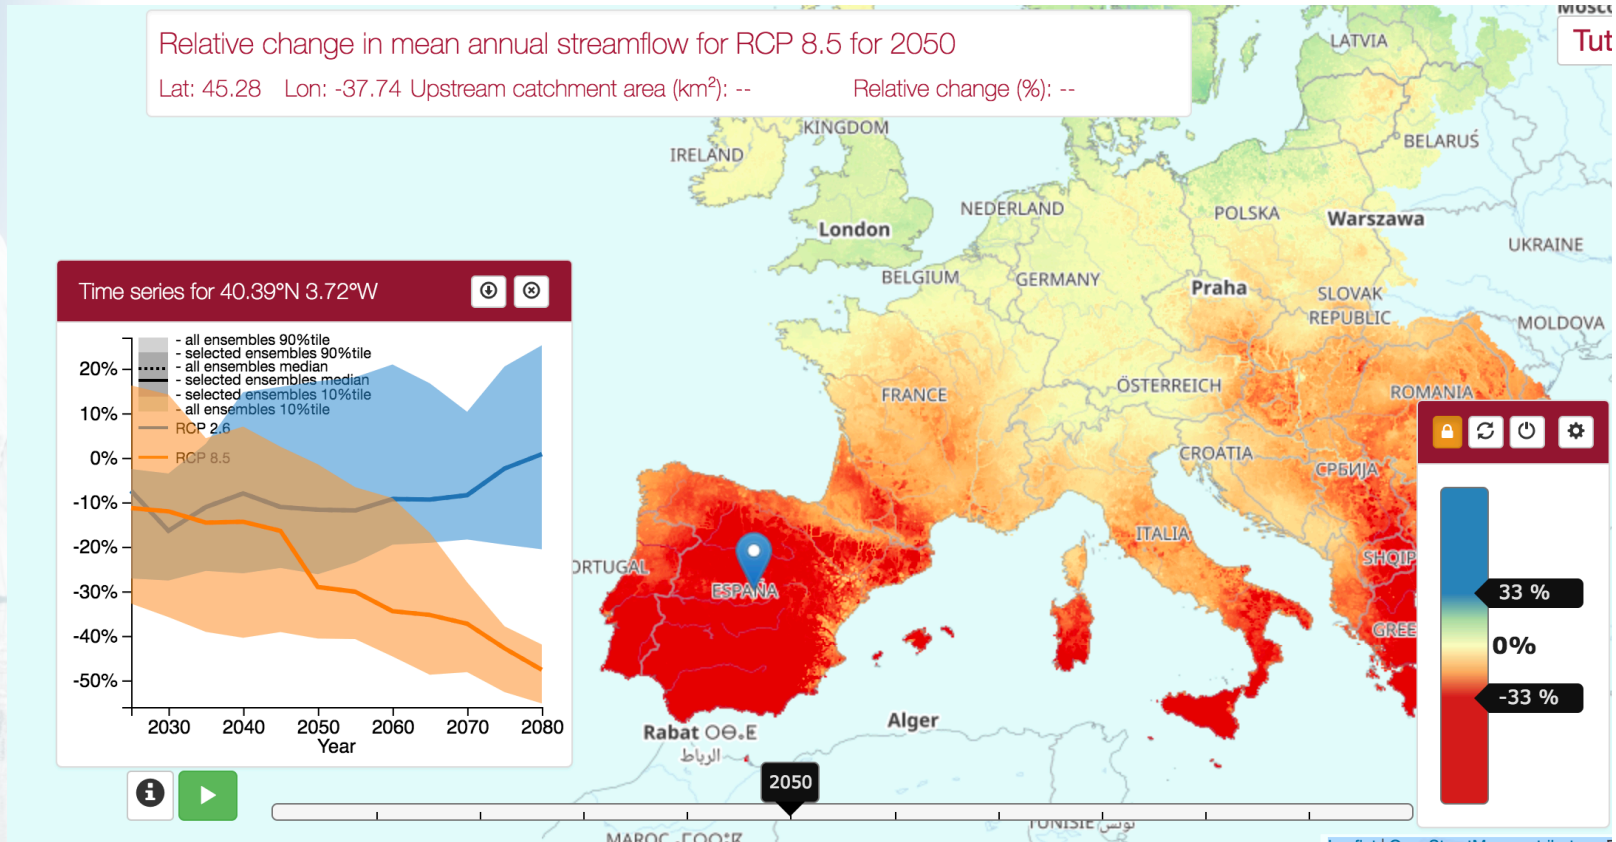 Relative change in mean annual streamflow for RCP 8.5 for 2050
Lat: 45.28 Lon: -37.74 Upstream catchment area (km²): -- Relative change (%): --
Tut
LATVIA
KINGDOM
BELARUŚ
IRELAND
NEDERLAND
POLSKA
Warszawa
London
UKRAINE
BELGIUM
GERMANY
Praha
SLOVAK
REPUBLIC
MOLDOVA
FRANCE
ÖSTERREICH
ROMANIA
CROATIA
СРБИЈА
ITALIA
SHQIP
ORTUGAL
ESPAÑA
GREE
Rabat ⵔⴱⴰⵟ
الرباط
Alger
Time series for 40.39°N 3.72°W
- all ensembles 90%tile
- selected ensembles 90%tile
- all ensembles median
- selected ensembles median
- selected ensembles 10%tile
- all ensembles 10%tile
RCP 2.6
RCP 8.5
20%
10%
0%
-10%
-20%
-30%
-40%
-50%
2030 2040 2050 2060 2070 2080
Year
33 %
0%
-33 %
2050
TUNISIE تونس